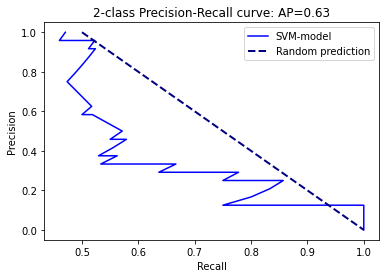 2-class Precision-Recall curve: AP=0.63
SVM-model
Random prediction
Precision
1.0
0.8
0.6
0.4
0.2
0.0
0.5 0.6 0.7 0.8 0.9 1.0
Recall